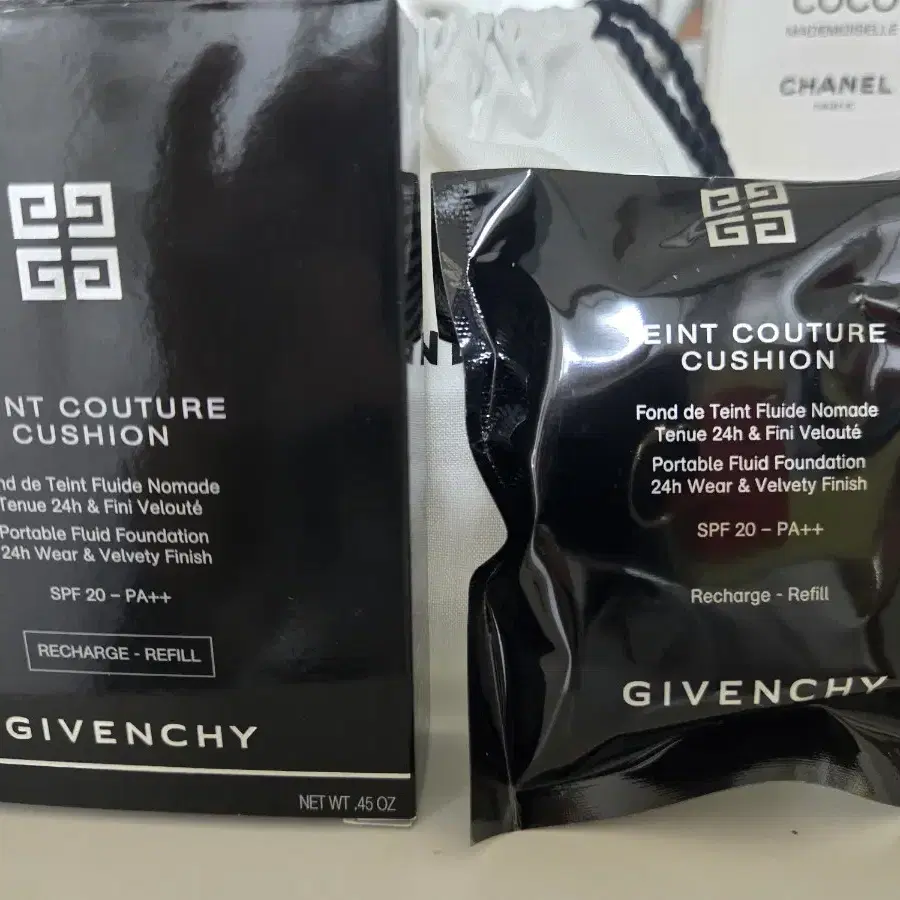 NT COUTURE
CUSHION
nd de Teint Fluide Nomade
Tenue 24h & Fini Velouté
Portable Fluid Foundation
24h Wear & Velvety Finish
SPF 20 – PA++
RECHARGE - REFILL
GIVENCHY
NET WT .45 OZ
EINT COUTURE
CUSHION
Fond de Teint Fluide Nomade
Tenue 24h & Fini Velouté
Portable Fluid Foundation
24h Wear & Velvety Finish
SPF 20 – PA++
Recharge - Refill
GIVENCHY
COCO
MADEMOISELLE
CHANEL
PARIS